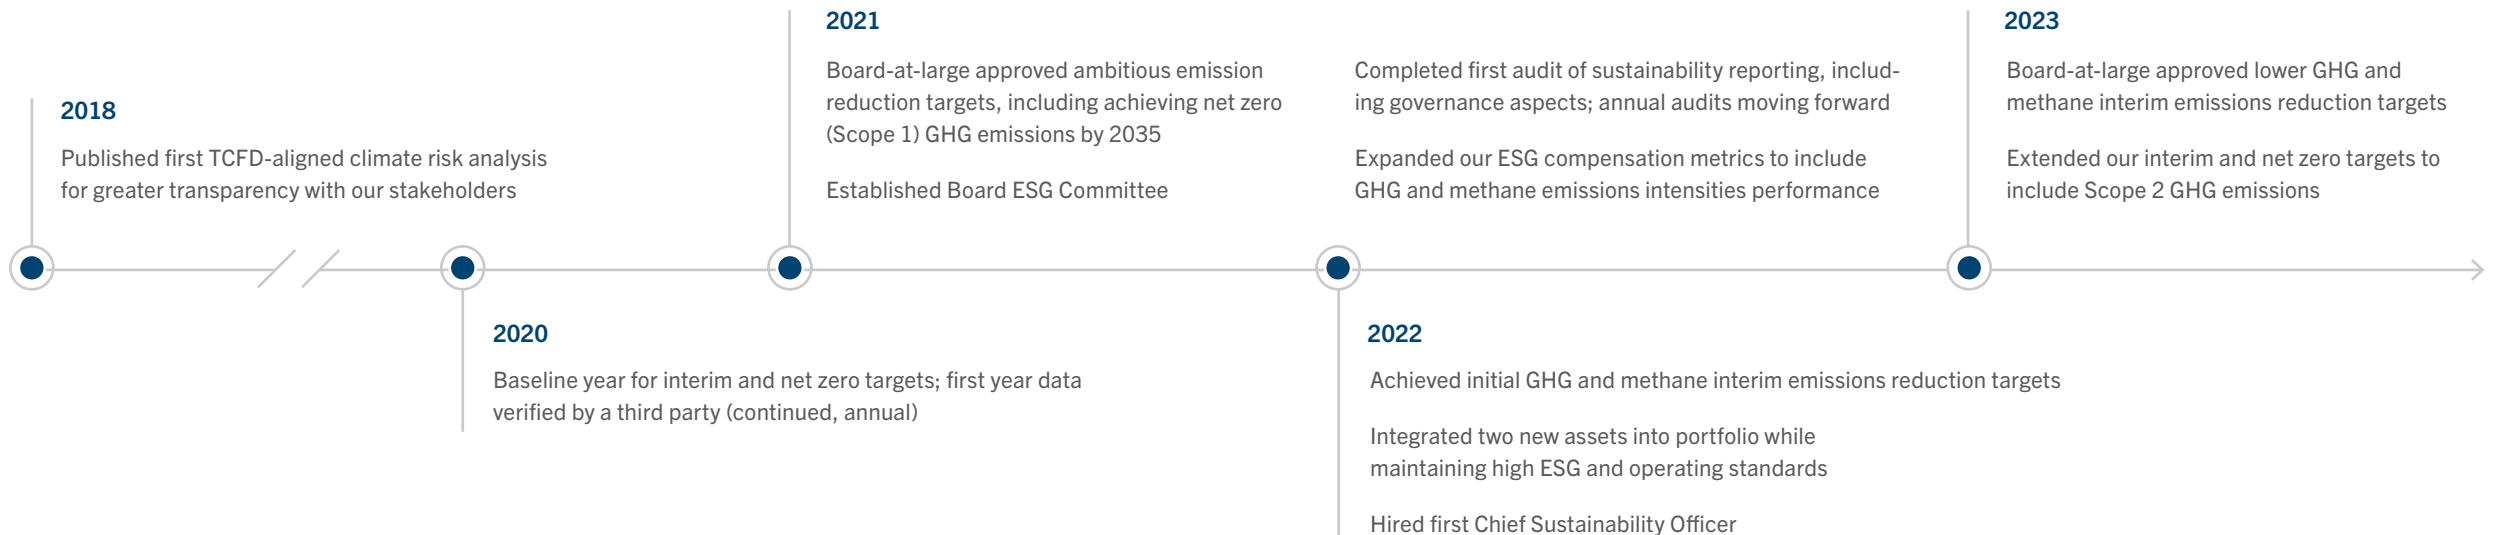 2018
Published first TCFD-aligned climate risk analysis
for greater transparency with our stakeholders
2020
Baseline year for interim and net zero targets; first year data
verified by a third party (continued, annual)
2021
Board-at-large approved ambitious emission
reduction targets, including achieving net zero
(Scope 1) GHG emissions by 2035
Established Board ESG Committee
Completed first audit of sustainability reporting, includ-
ing governance aspects; annual audits moving forward
Expanded our ESG compensation metrics to include
GHG and methane emissions intensities performance
2022
Achieved initial GHG and methane interim emissions reduction targets
Integrated two new assets into portfolio while
maintaining high ESG and operating standards
Hired first Chief Sustainability Officer
2023
Board-at-large approved lower GHG and
methane interim emissions reduction targets
Extended our interim and net zero targets to
include Scope 2 GHG emissions